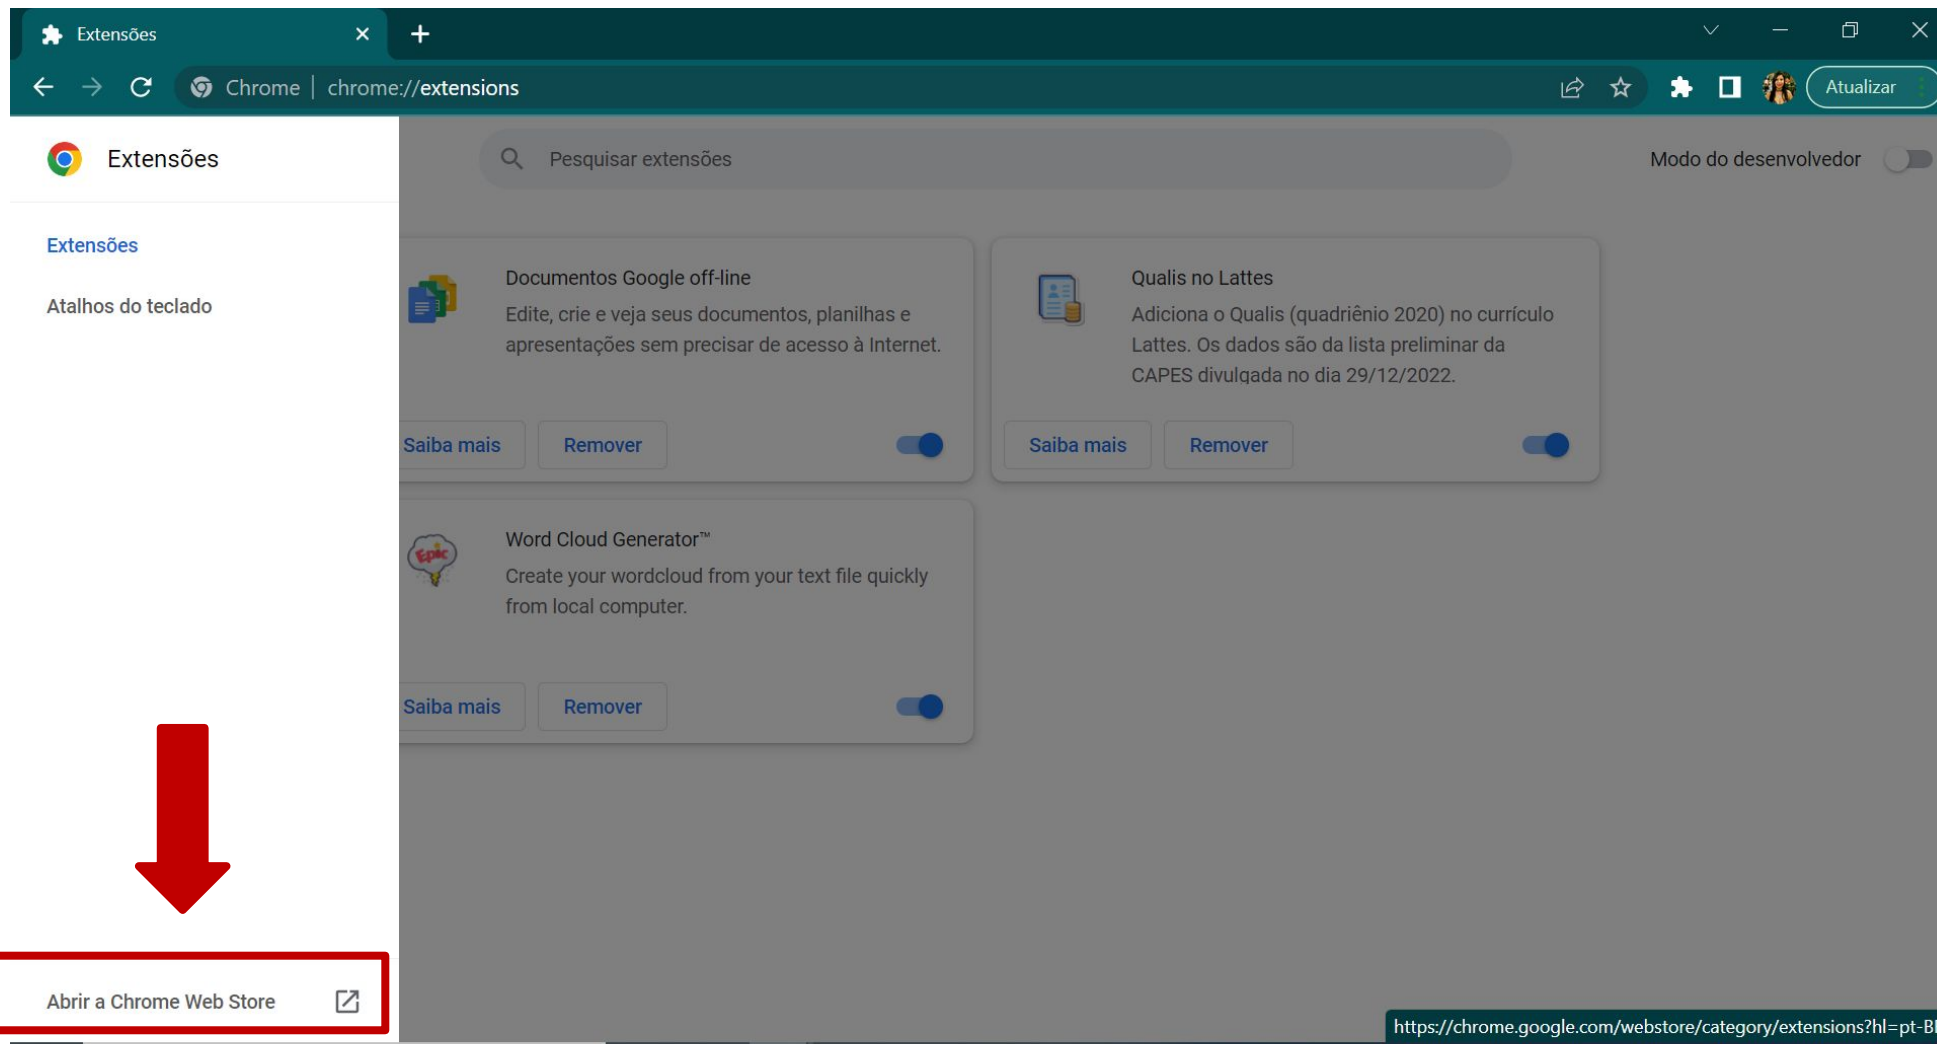 Extensões
Chrome | chrome://extensions
Atualizar
Extensões
Pesquisar extensões
Modo do desenvolvedor
Extensões
Atalhos do teclado
Documentos Google off-line
Edite, crie e veja seus documentos, planilhas e
apresentações sem precisar de acesso à Internet.
Saiba mais
Remover
Qualis no Lattes
Adiciona o Qualis (quadriênio 2020) no currículo
Lattes. Os dados são da lista preliminar da
CAPES divulgada no dia 29/12/2022.
Saiba mais
Remover
Epic
Word Cloud Generator™
Create your wordcloud from your text file quickly
from local computer.
Saiba mais
Remover
Abrir a Chrome Web Store
https://chrome.google.com/webstore/category/extensions?hl=pt-B